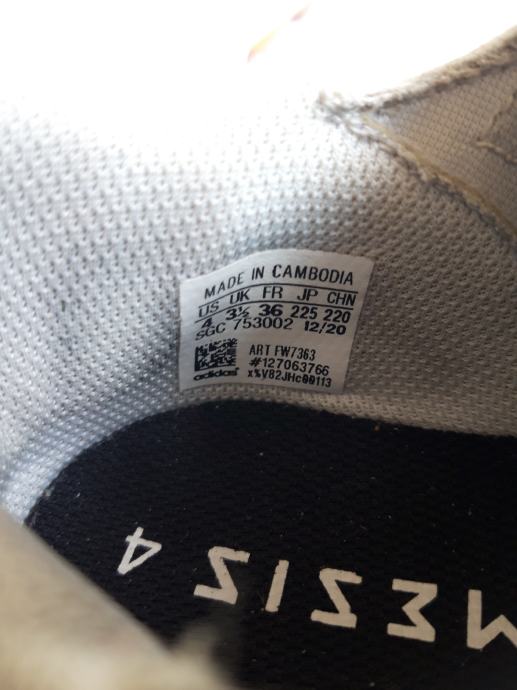 MADE IN CAMBODIA
US UK FR JP CHN
4 3½ 36 225 220
SGC 753002 12/20
ART FW7363
#127063766
adidas x%V82JHc00113
MEZIZ 4